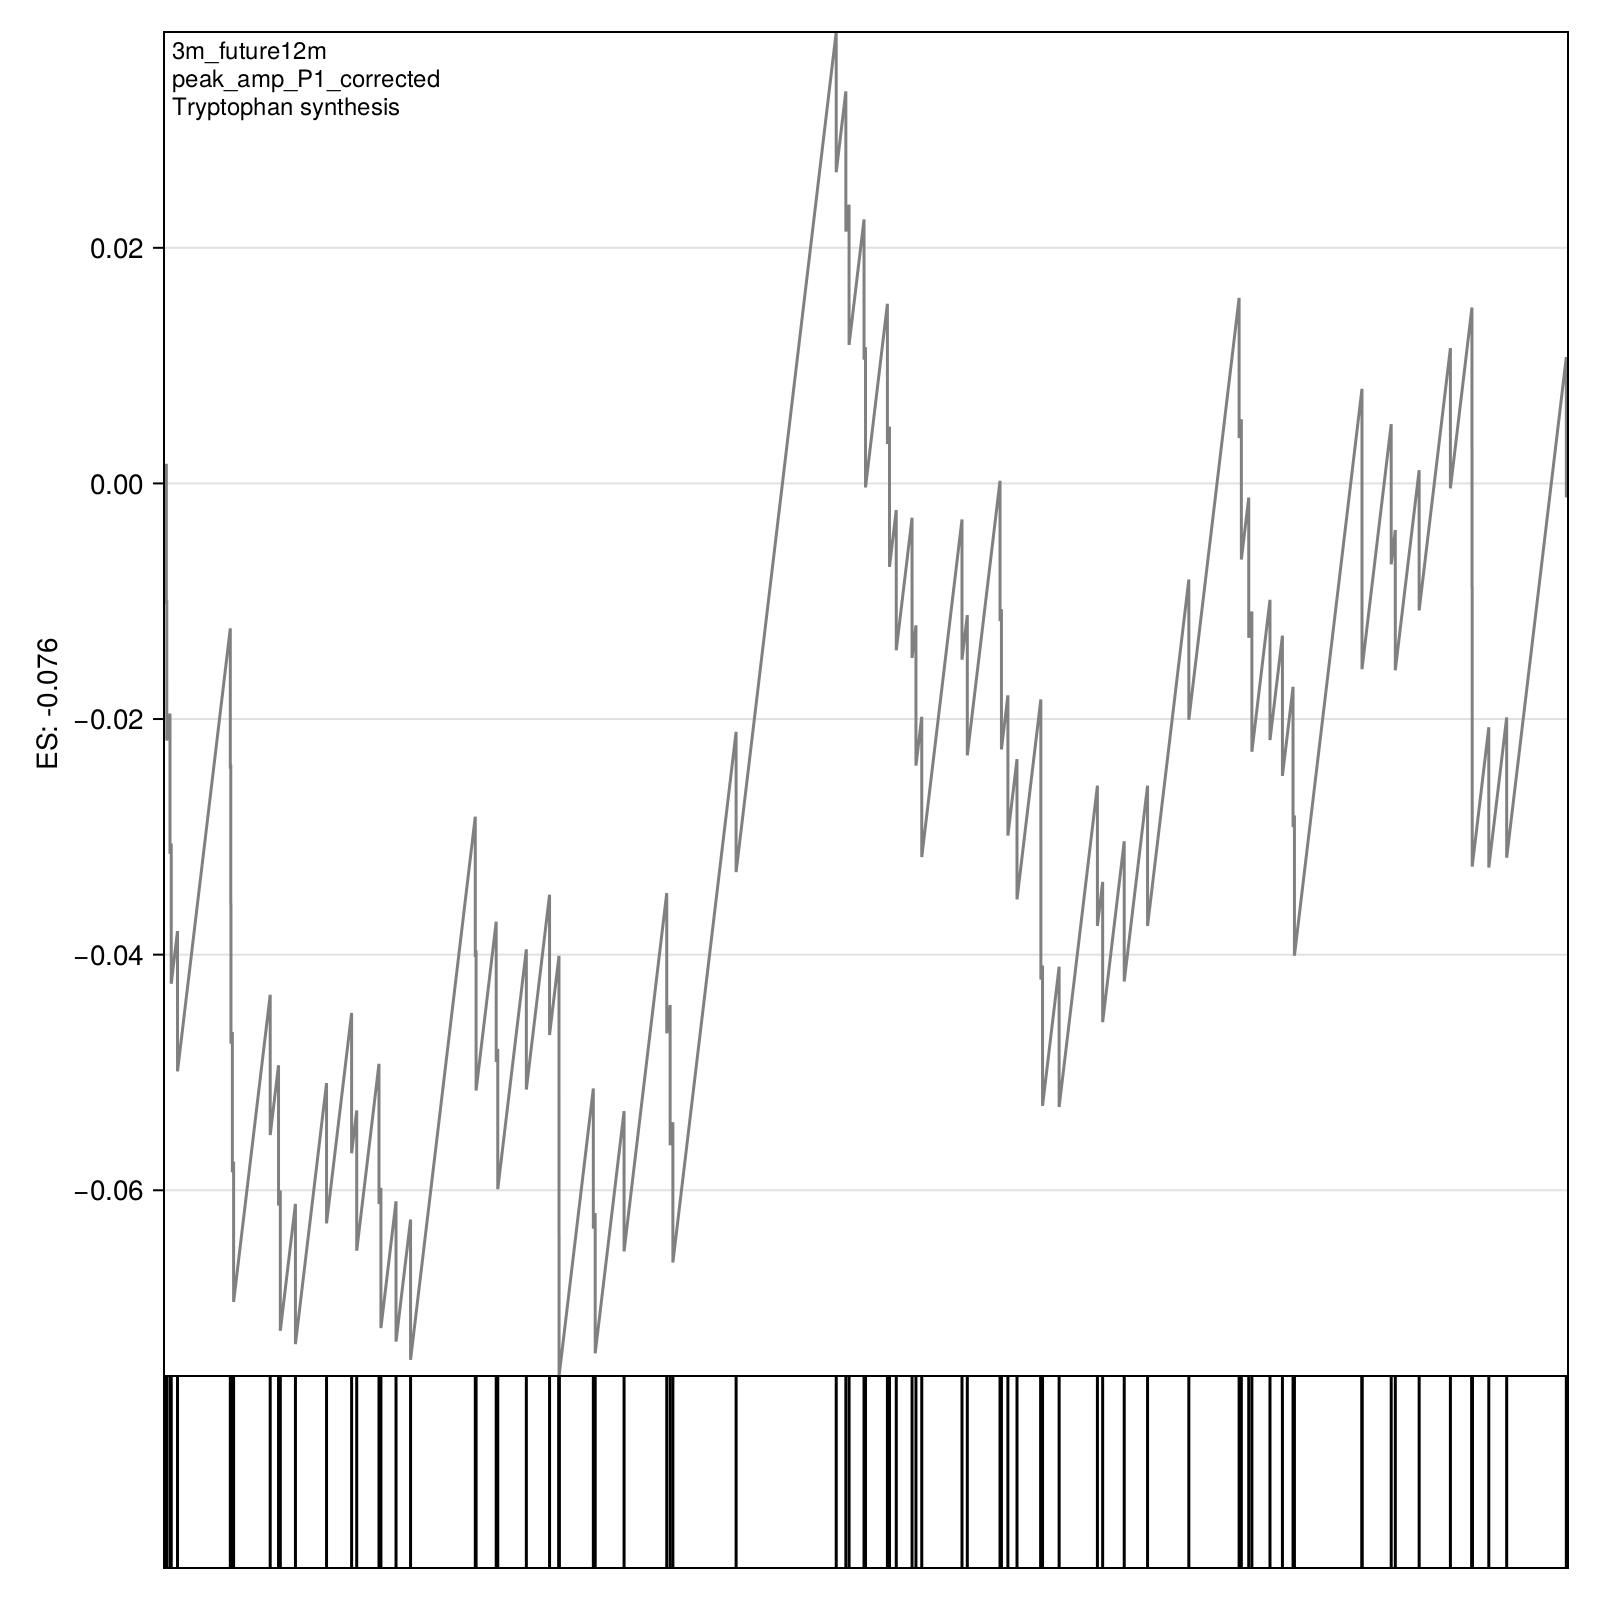 3m_future12m
peak_amp_P1_corrected
Tryptophan synthesis
0.02
0.00
−0.02
−0.04
−0.06
ES: -0.076